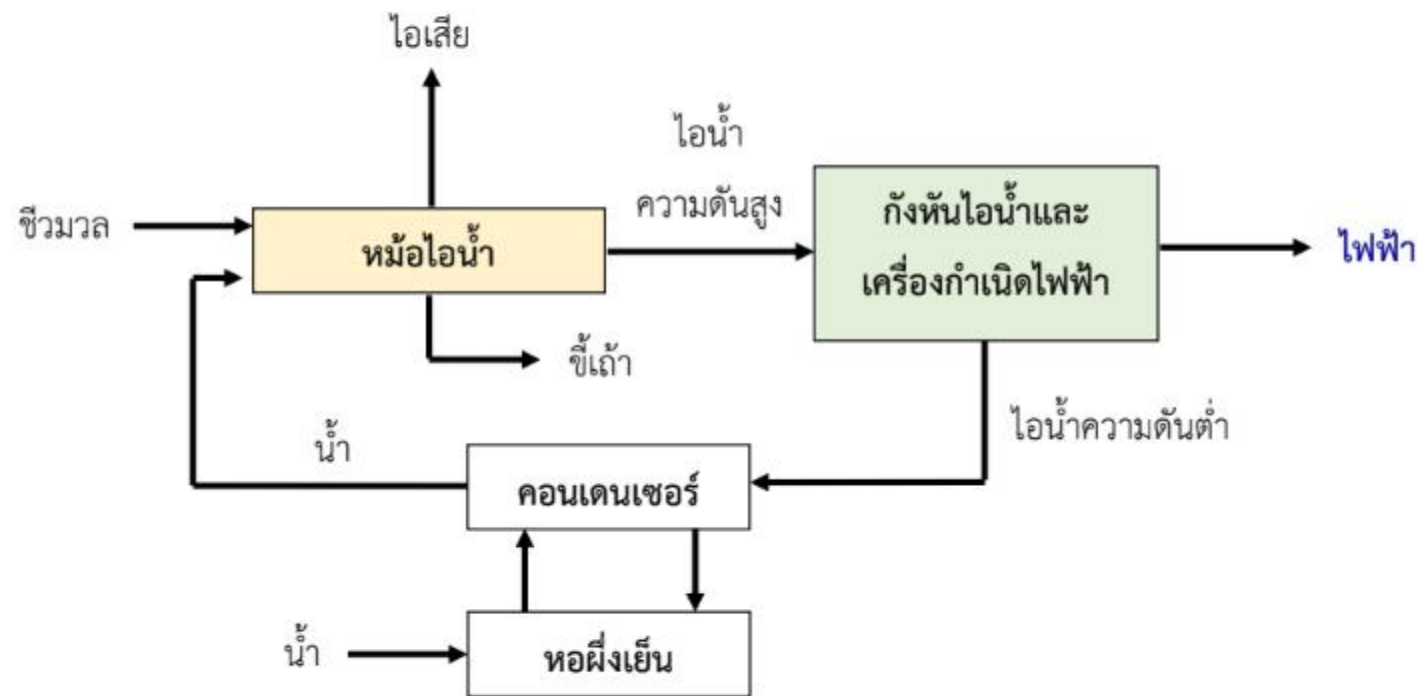 ไอเสีย
ไอน้ำ
ความดันสูง
ชีวมวล
หม้อไอน้ำ
กังหันไอน้ำและ
เครื่องกำเนิดไฟฟ้า
ไฟฟ้า
ขี้เถ้า
ไอน้ำความดันต่ำ
น้ำ
คอนเดนเซอร์
น้ำ
หอผึ่งเย็น